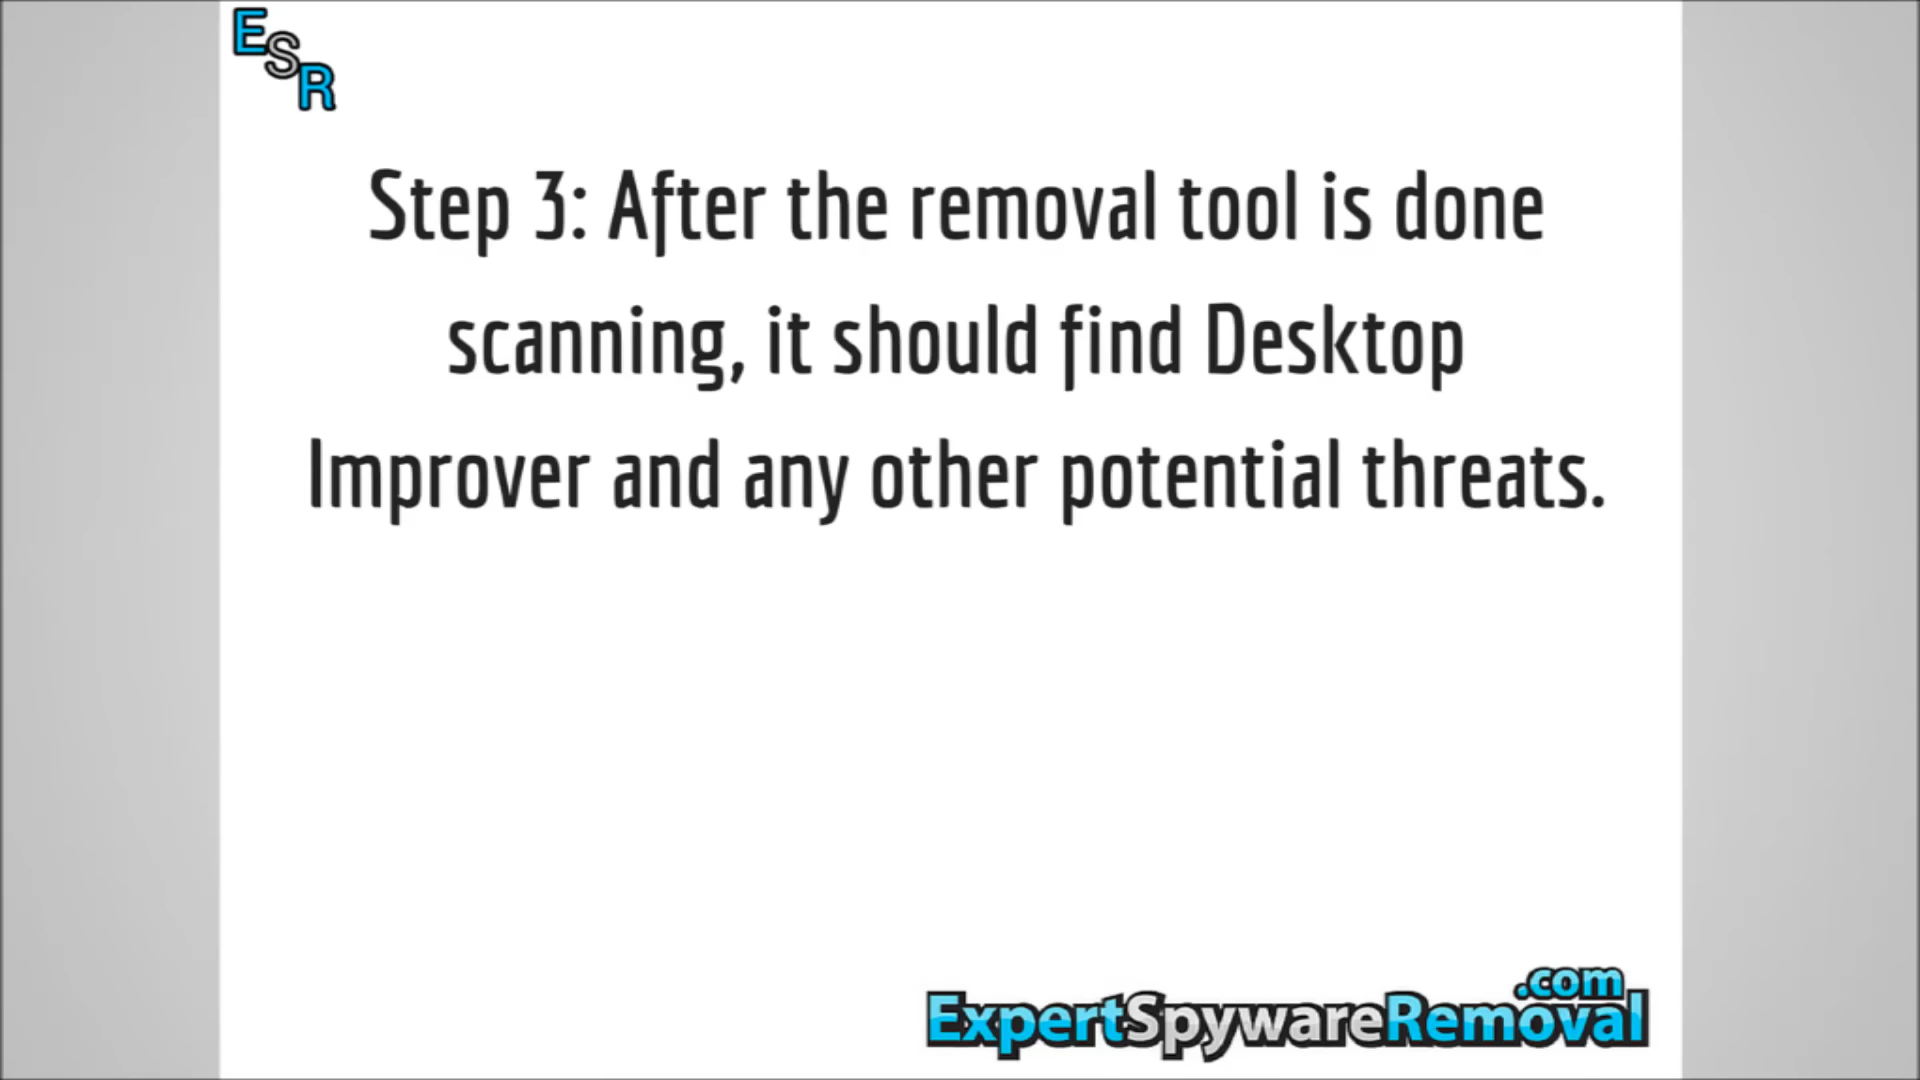 ESR
Step 3: After the removal tool is done
scanning, it should find Desktop
Improver and any other potential threats.
.com
ExpertSpywareRemoval